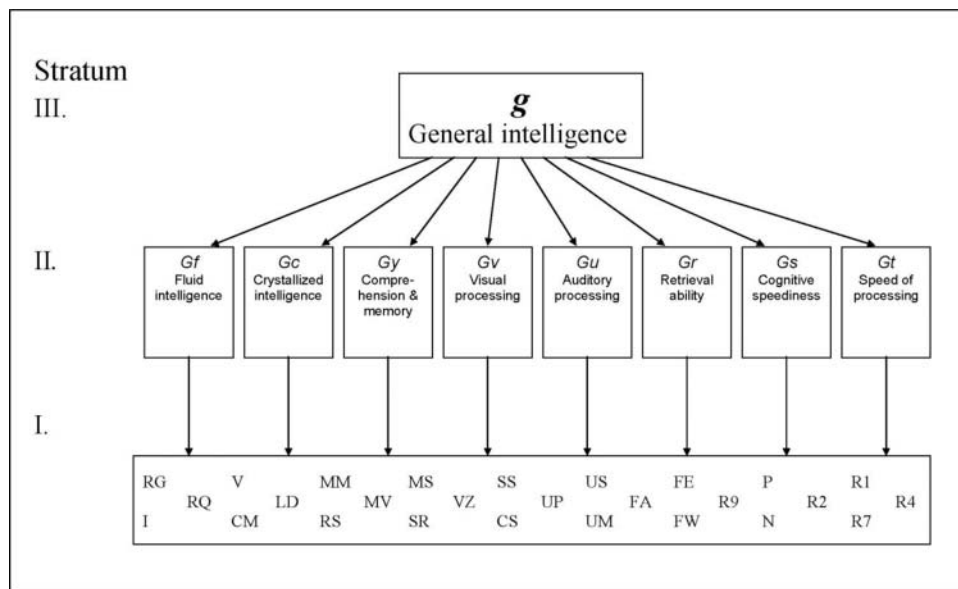 Stratum
III.
g
General intelligence
II.
Gf
Fluid
intelligence
Gc
Crystallized
intelligence
Gy
Compre-
hension &
memory
Gv
Visual
processing
Gu
Auditory
processing
Gr
Retrieval
ability
Gs
Cognitive
speediness
Gt
Speed of
processing
I.
RG V MM MS SS US FE P R1
RQ LD MV VZ UP FA R9 R2 R4
I CM RS SR CS UM FW N R7